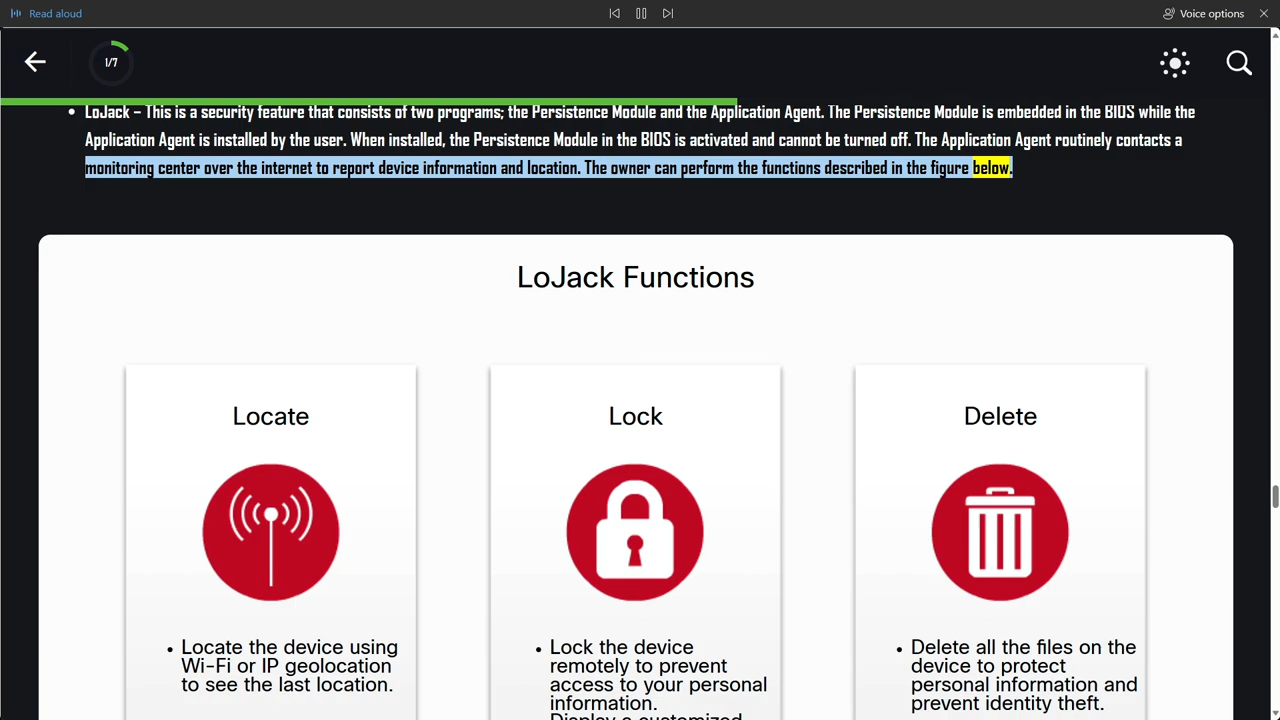 Read aloud
Voice options
1/7
• LoJack – This is a security feature that consists of two programs; the Persistence Module and the Application Agent. The Persistence Module is embedded in the BIOS while the
Application Agent is installed by the user. When installed, the Persistence Module in the BIOS is activated and cannot be turned off. The Application Agent routinely contacts a
monitoring center over the internet to report device information and location. The owner can perform the functions described in the figure below.
LoJack Functions
Locate
• Locate the device using
Wi-Fi or IP geolocation
to see the last location.
Lock
• Lock the device
remotely to prevent
access to your personal
information.
Display a customized
Delete
• Delete all the files on the
device to protect
personal information and
prevent identity theft.